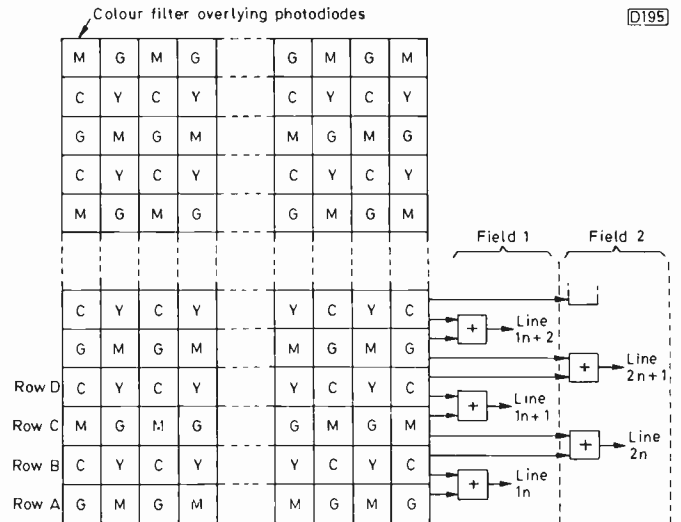 Colour filter overlying photodiodes
D195
M G M G G M G M
C Y C Y C Y C Y
G M G M M G M G
C Y C Y C Y C Y
M G M G G M G M
Field 1 Field 2
C Y C Y Y C Y C
+ Line 1n+2
G M G M M G M G
+ Line 2n+1
Row D C Y C Y Y C Y C
+ Line 1n+1
Row C M G M G G M G M
+ Line 2n
Row B C Y C Y Y C Y C
+ Line 1n
Row A G M G M M G M G